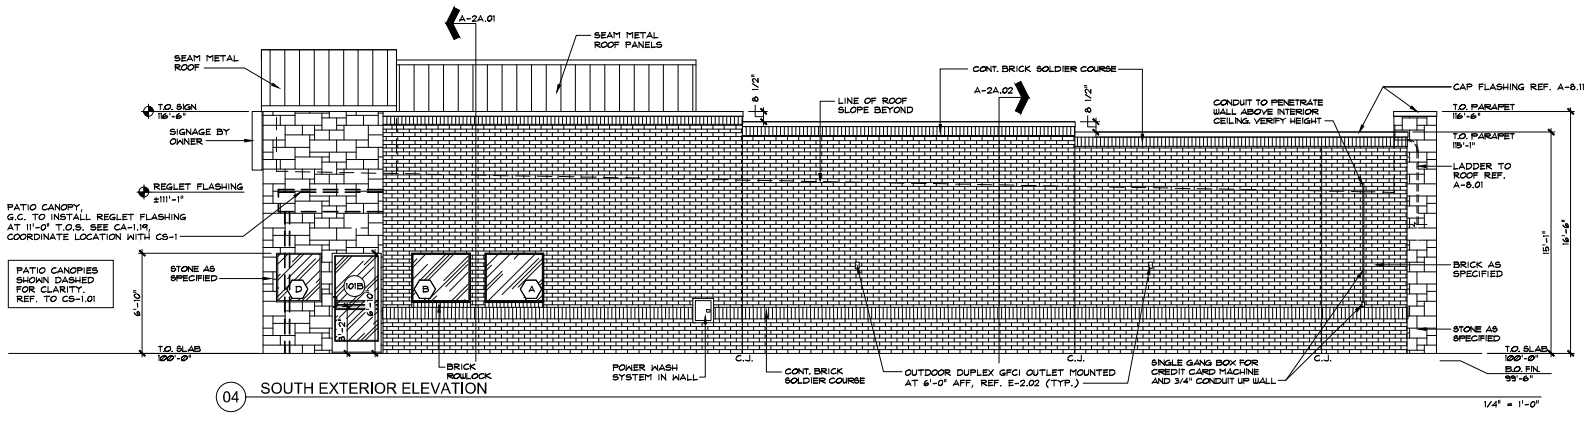 A-2A.01
SEAM METAL
ROOF
SEAM METAL
ROOF PANELS
CONT. BRICK SOLDIER COURSE
8 1/2"
A-2A.02
8 1/2"
LINE OF ROOF
SLOPE BEYOND
CONDUIT TO PENETRATE
WALL ABOVE INTERIOR
CEILING. VERIFY HEIGHT
CAP FLASHING REF. A-8.11
T.O. SIGN
116'-6"
T.O. PARAPET
116'-6"
SIGNAGE BY
OWNER
T.O. PARAPET
115'-1"
LADDER TO
ROOF REF.
A-8.01
REGLET FLASHING
±111'-1"
PATIO CANOPY,
G.C. TO INSTALL REGLET FLASHING
AT 11'-0" T.O.S. SEE CA-1.19,
COORDINATE LOCATION WITH CS-1
15'-1"
16'-6"
PATIO CANOPIES
SHOWN DASHED
FOR CLARITY.
REF. TO CS-1.01
STONE AS
SPECIFIED
BRICK AS
SPECIFIED
D
101B
B
A
6'-10"
6'-10"
3'-2"
STONE AS
SPECIFIED
T.O. SLAB
100'-0"
T.O. SLAB
100'-0"
B.O. FIN.
99'-6"
C.J.
C.J.
C.J.
BRICK
ROWLOCK
POWER WASH
SYSTEM IN WALL
CONT. BRICK
SOLDIER COURSE
OUTDOOR DUPLEX GFCI OUTLET MOUNTED
AT 6'-0" AFF, REF. E-2.02 (TYP.)
SINGLE GANG BOX FOR
CREDIT CARD MACHINE
AND 3/4" CONDUIT UP WALL
04
SOUTH EXTERIOR ELEVATION
1/4" = 1'-0"